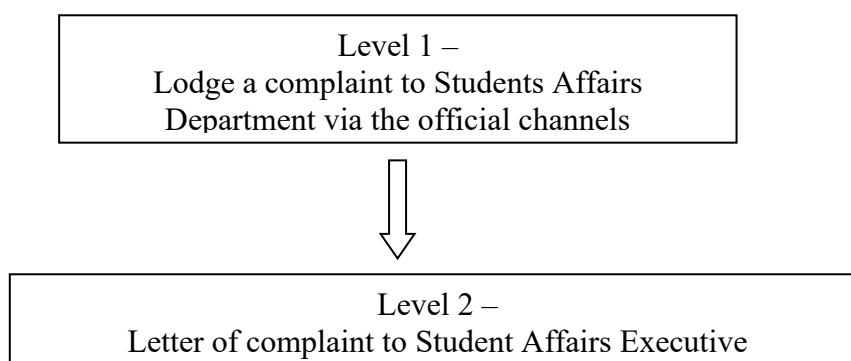 Level 1 –
Lodge a complaint to Students Affairs
Department via the official channels
Level 2 –
Letter of complaint to Student Affairs Executive